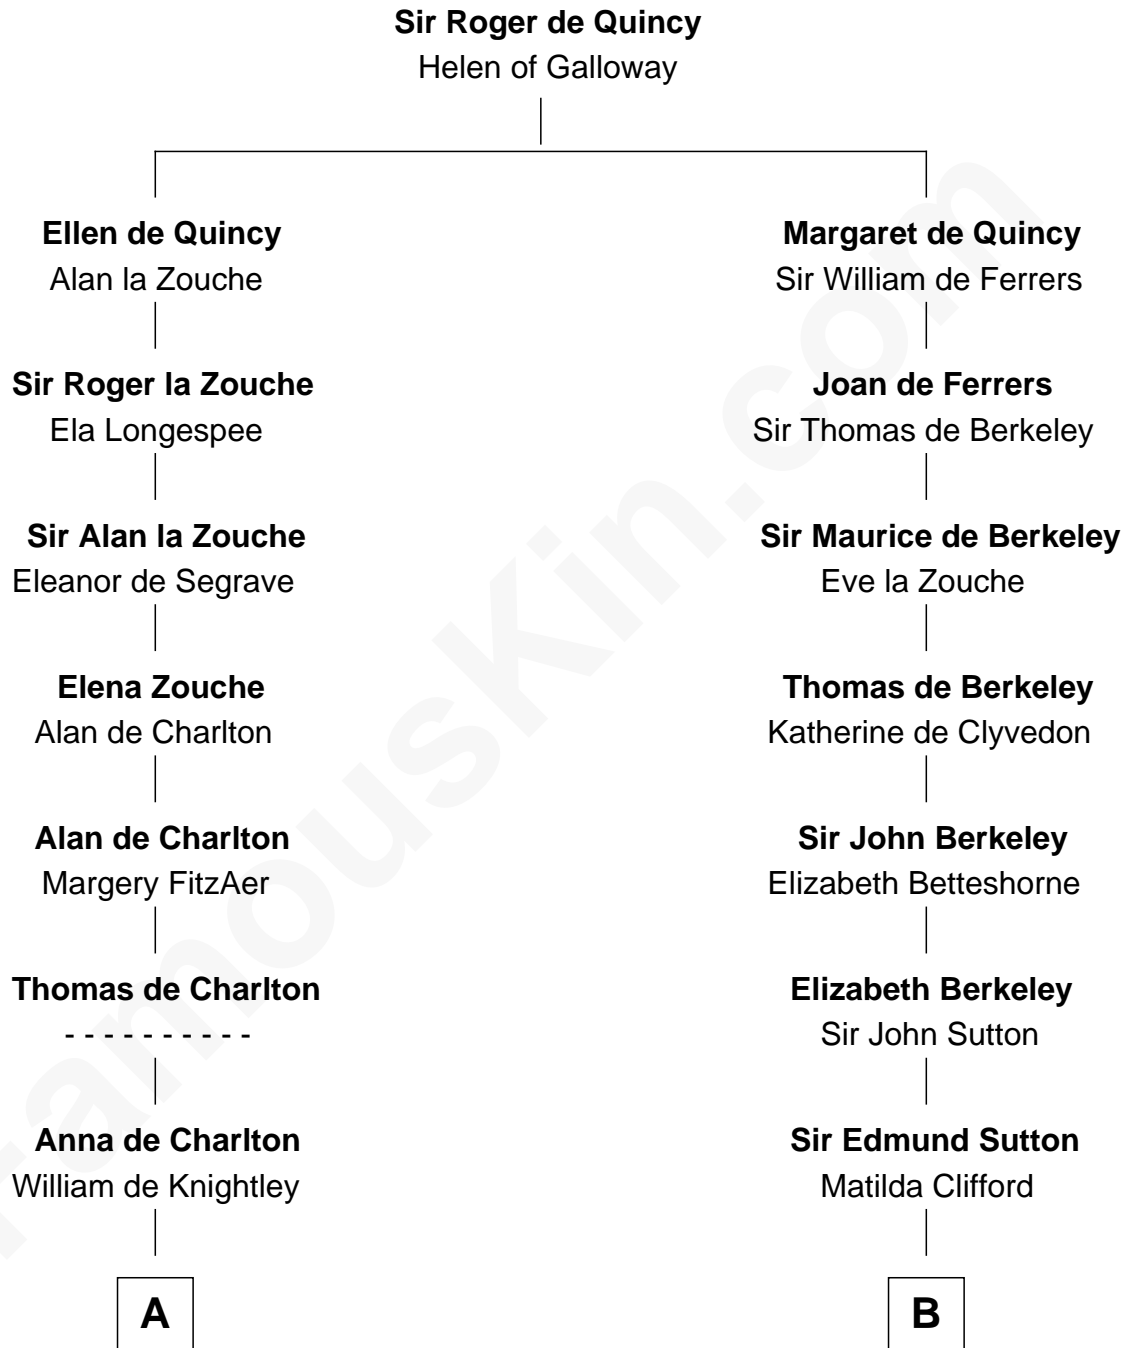 Sir Roger de Quincy
Helen of Galloway
Ellen de Quincy
Alan la Zouche
Margaret de Quincy
Sir William de Ferrers
Sir Roger la Zouche
Ela Longespee
Joan de Ferrers
Sir Thomas de Berkeley
Sir Alan la Zouche
Eleanor de Segrave
Sir Maurice de Berkeley
Eve la Zouche
Elena Zouche
Alan de Charlton
Thomas de Berkeley
Katherine de Clyvedon
Alan de Charlton
Margery FitzAer
Sir John Berkeley
Elizabeth Betteshorne
Thomas de Charlton
- - - - - - - - - -
Elizabeth Berkeley
Sir John Sutton
Anna de Charlton
William de Knightley
Sir Edmund Sutton
Matilda Clifford
A
B
FamousKin.com